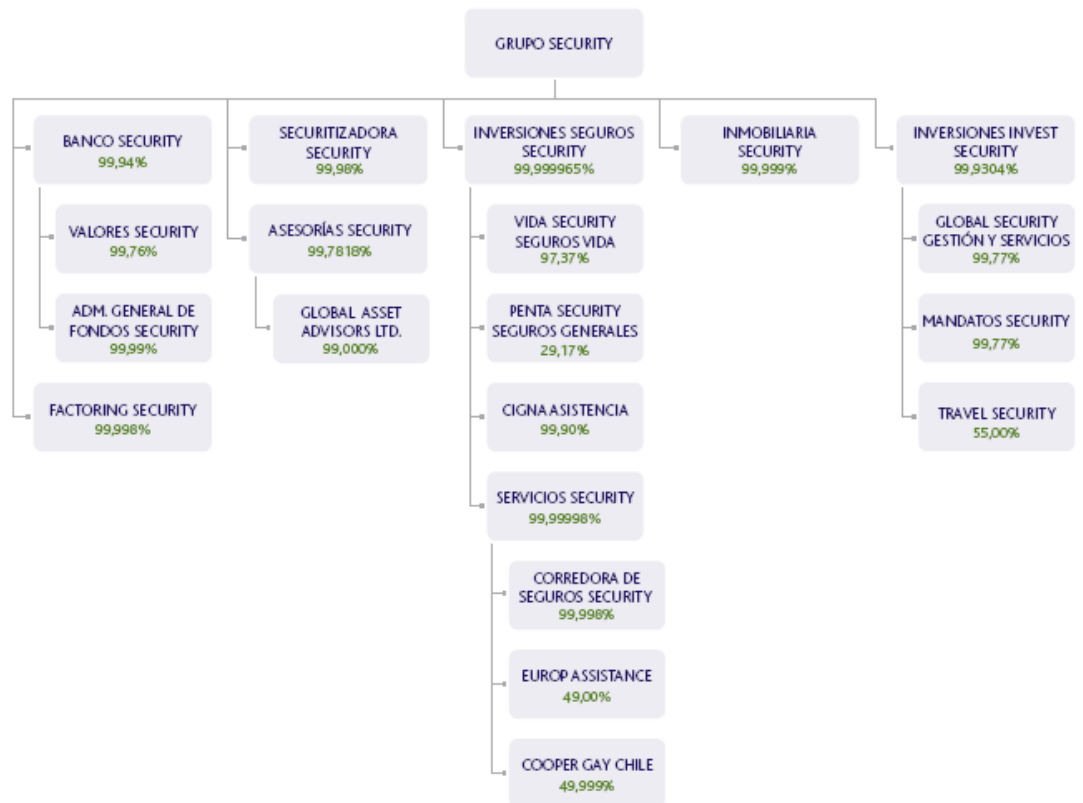 GRUPO SECURITY
BANCO SECURITY
99,94%
VALORES SECURITY
99,76%
ADM. GENERAL DE
FONDOS SECURITY
99,99%
FACTORING SECURITY
99,998%
SECURITIZADORA
SECURITY
99,98%
ASESORÍAS SECURITY
99,7818%
GLOBAL ASSET
ADVISORS LTD.
99,000%
INVERSIONES SEGUROS
SECURITY
99,999965%
VIDA SECURITY
SEGUROS VIDA
97,37%
PENTA SECURITY
SEGUROS GENERALES
29,17%
CIGNA ASISTENCIA
99,90%
SERVICIOS SECURITY
99,99998%
CORREDORA DE
SEGUROS SECURITY
99,998%
EUROP ASSISTANCE
49,00%
COOPER GAY CHILE
49,999%
INMOBILIARIA
SECURITY
99,999%
INVERSIONES INVEST
SECURITY
99,9304%
GLOBAL SECURITY
GESTIÓN Y SERVICIOS
99,77%
MANDATOS SECURITY
99,77%
TRAVEL SECURITY
55,00%